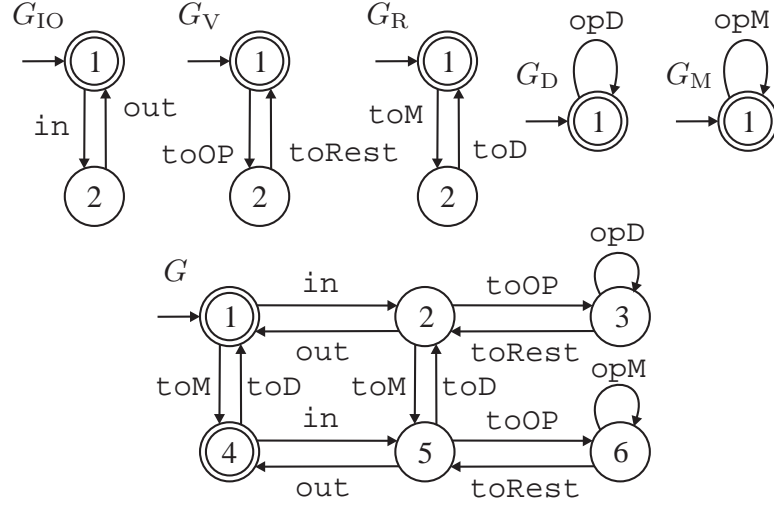 G_IO G_V G_R opD opM
1 1 1 G_D G_M
in out toM 1 1
toOP toRest toD
2 2 2
G in toOP opD
1 2 3
out toRest
toM toD toM toD opM
in toOP
4 5 6
out toRest